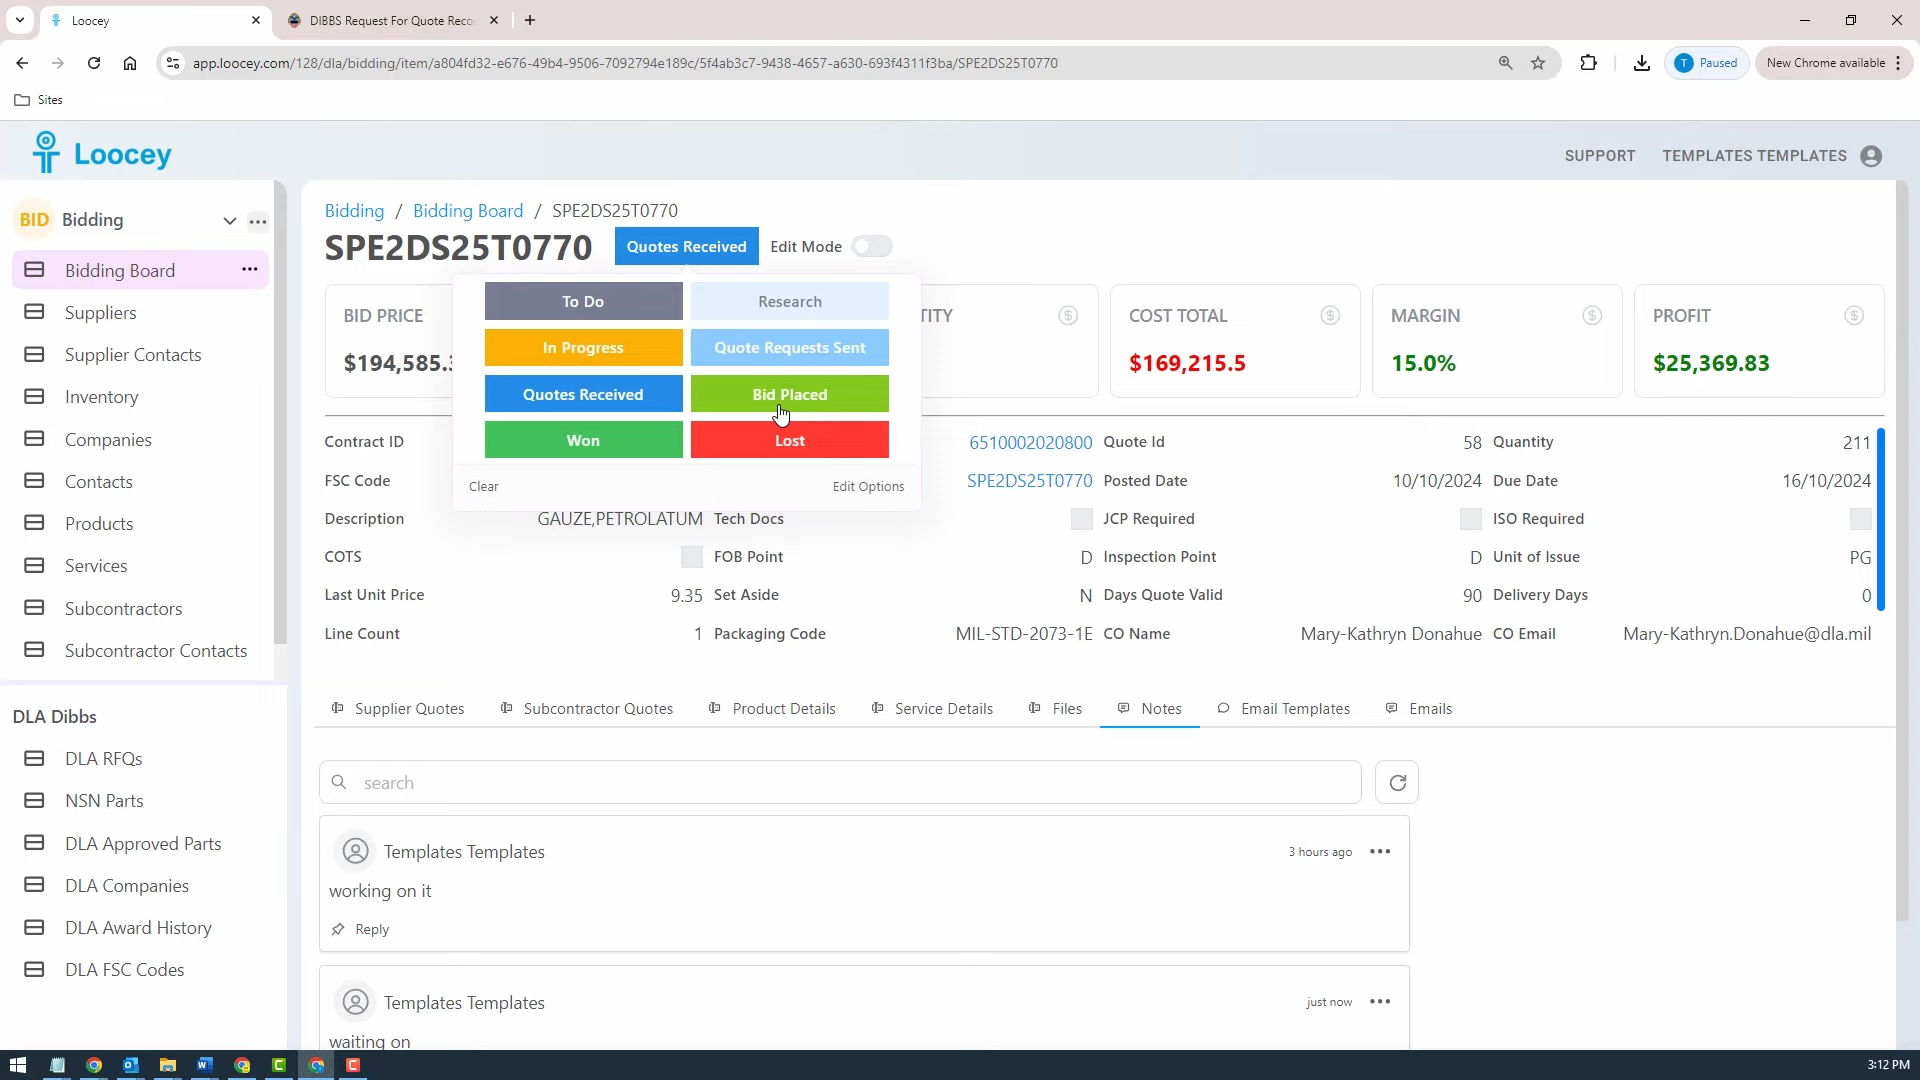 Loocey
DIBBS Request For Quote Reco
app.loocey.com/128/dla/bidding/item/a804fd32-e676-49b4-9506-7092794e189c/5f4ab3c7-9438-4657-a630-693f4311f3ba/SPE2DS25T0770
T Paused
New Chrome available
Sites
Loocey
SUPPORT TEMPLATES TEMPLATES
BID Bidding
Bidding Board
Suppliers
Supplier Contacts
Inventory
Companies
Contacts
Products
Services
Subcontractors
Subcontractor Contacts
DLA Dibbs
DLA RFQs
NSN Parts
DLA Approved Parts
DLA Companies
DLA Award History
DLA FSC Codes
Bidding / Bidding Board / SPE2DS25T0770
SPE2DS25T0770 Quotes Received Edit Mode
To Do Research
In Progress Quote Requests Sent
Quotes Received Bid Placed
Won Lost
Clear Edit Options
BID PRICE TITY COST TOTAL MARGIN PROFIT
$194,585. $169,215.5 15.0% $25,369.83
Contract ID 6510002020800 Quote Id 58 Quantity 211
FSC Code SPE2DS25T0770 Posted Date 10/10/2024 Due Date 16/10/2024
Description GAUZE,PETROLATUM Tech Docs JCP Required ISO Required
COTS FOB Point D Inspection Point D Unit of Issue PG
Last Unit Price 9.35 Set Aside N Days Quote Valid 90 Delivery Days 0
Line Count 1 Packaging Code MIL-STD-2073-1E CO Name Mary-Kathryn Donahue CO Email Mary-Kathryn.Donahue@dla.mil
Supplier Quotes Subcontractor Quotes Product Details Service Details Files Notes Email Templates Emails
search
Templates Templates 3 hours ago
working on it
Reply
Templates Templates just now
waiting on
3:12 PM